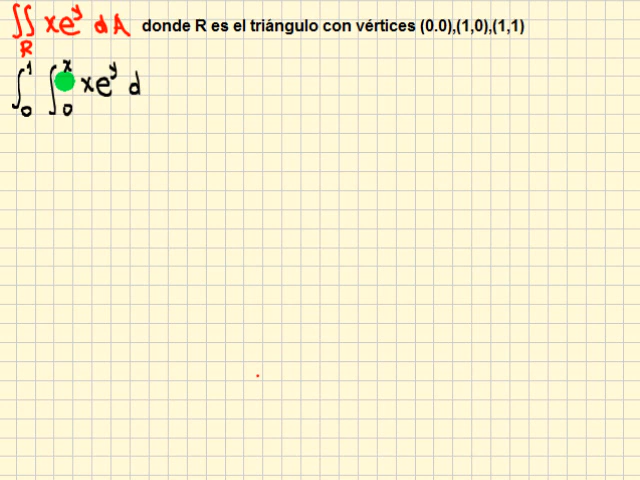 ∬_R xe^y dA donde R es el triángulo con vértices (0.0),(1,0),(1,1)
∫_0^1 ∫_0^x xe^y d